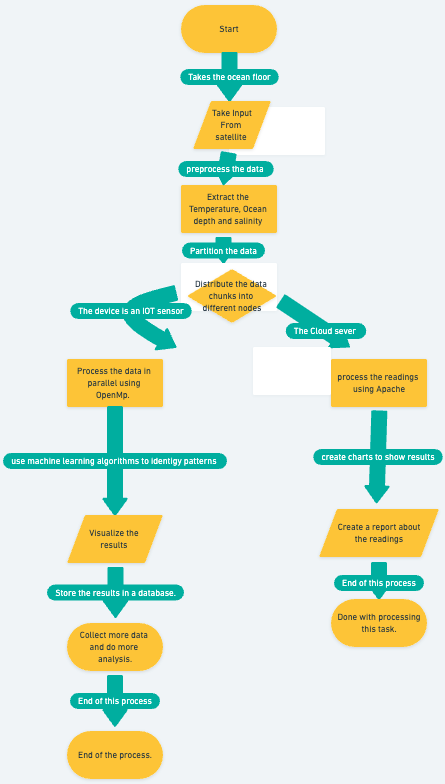 Start
Takes the ocean floor
Take Input
From
satellite
preprocess the data
Extract the
Temperature, Ocean
depth and salinity
Partition the data
Distribute the data
chunks into
different nodes
The device is an IOT sensor
The Cloud sever
Process the data in
parallel using
OpenMp.
process the readings
using Apache
use machine learning algorithms to identigy patterns
create charts to show results
Visualize the
results
Create a report about
the readings
Store the results in a database.
End of this process
Collect more data
and do more
analysis.
Done with processing
this task.
End of this process
End of the process.